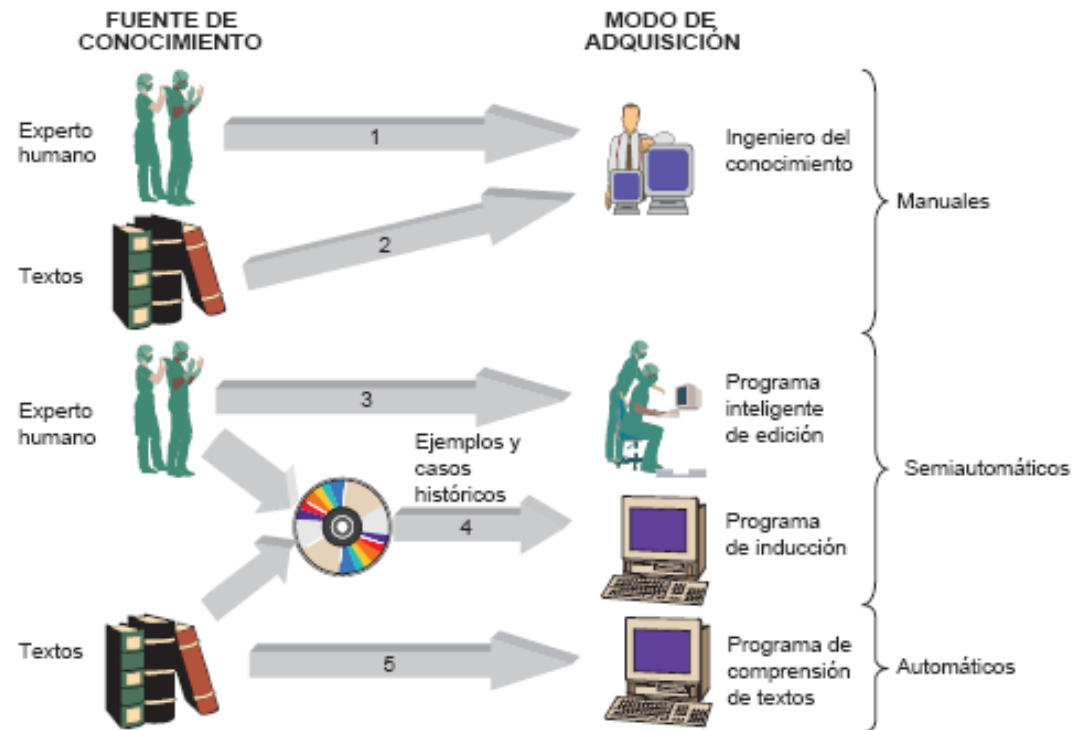 FUENTE DE
CONOCIMIENTO
MODO DE
ADQUISICIÓN
Experto
humano
1
Ingeniero del
conocimiento
Manuales
Textos
2
Experto
humano
3
Programa
inteligente
de edición
Semiautomáticos
Ejemplos y
casos
históricos
4
Programa
de inducción
Textos
5
Programa de
comprensión
de textos
Automáticos